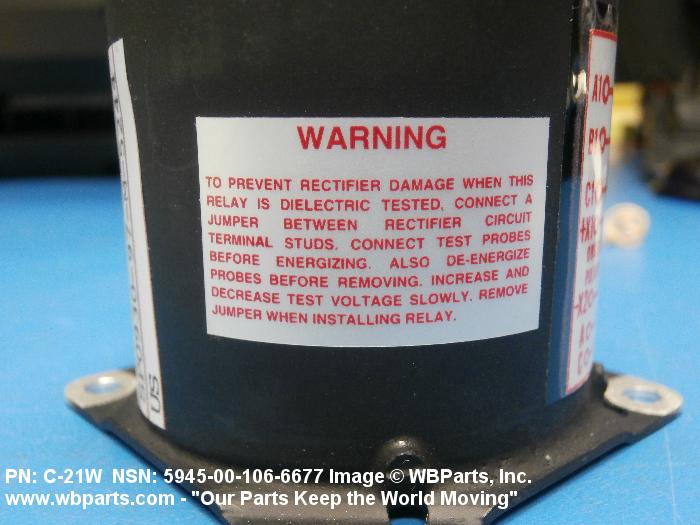 WARNING
TO PREVENT RECTIFIER DAMAGE WHEN THIS
RELAY IS DIELECTRIC TESTED, CONNECT A
JUMPER BETWEEN RECTIFIER CIRCUIT
TERMINAL STUDS. CONNECT TEST PROBES
BEFORE ENERGIZING. ALSO DE-ENERGIZE
PROBES BEFORE REMOVING. INCREASE AND
DECREASE TEST VOLTAGE SLOWLY. REMOVE
JUMPER WHEN INSTALLING RELAY.
A1
B1
US
PN: C-21W NSN: 5945-00-106-6677 Image © WBParts, Inc.
www.wbparts.com - "Our Parts Keep the World Moving"